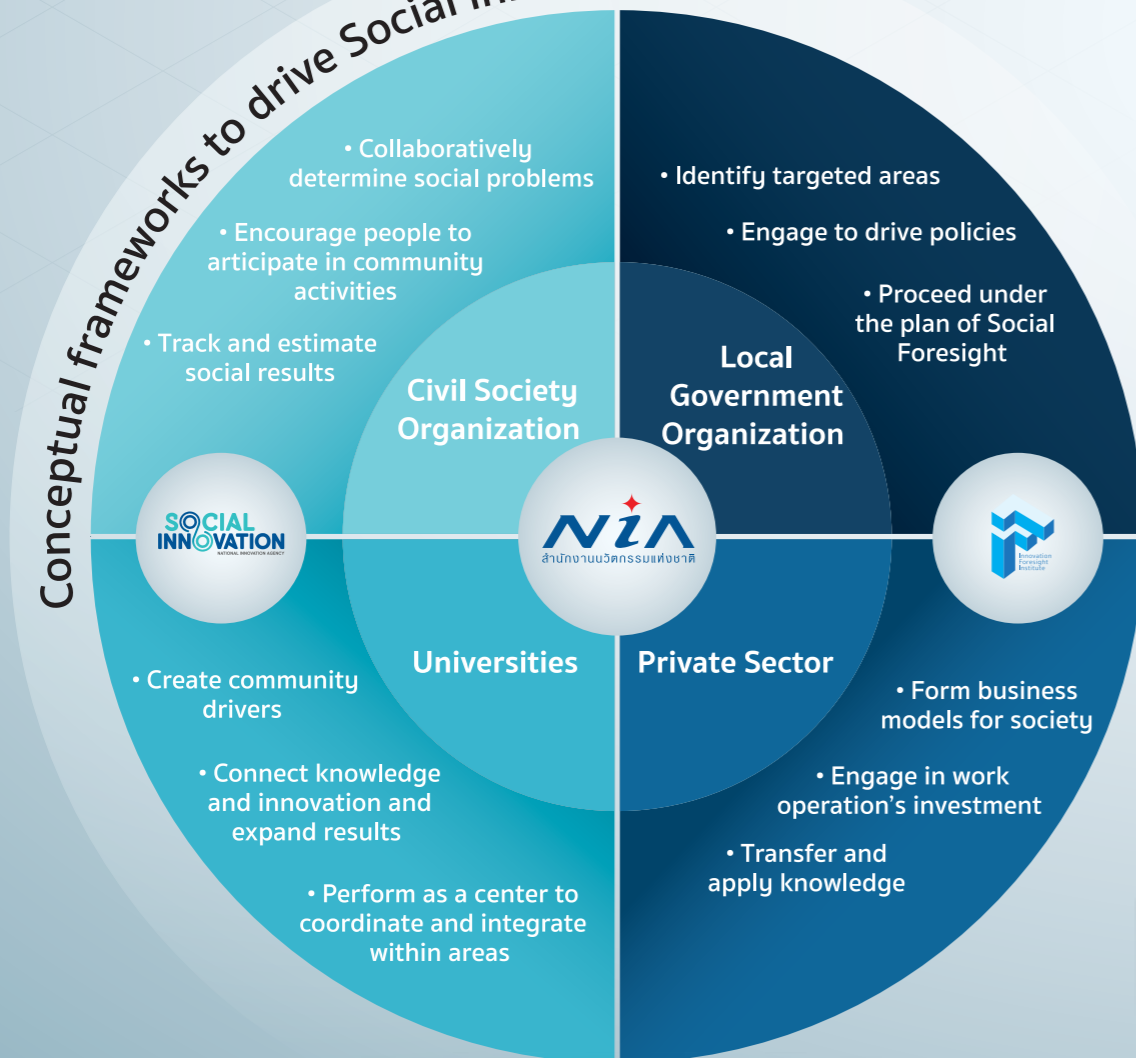 Conceptual frameworks to drive Social
• Collaboratively
determine social problems
• Encourage people to
articipate in community
activities
• Track and estimate
social results
Civil Society
Organization
• Identify targeted areas
• Engage to drive policies
• Proceed under
the plan of Social
Foresight
Local
Government
Organization
SOCIAL
INNOVATION
NATIONAL INNOVATION AGENCY
NiA
สำนักงานนวัตกรรมแห่งชาติ
Innovation
Foresight
Institute
Universities
• Create community
drivers
• Connect knowledge
and innovation and
expand results
• Perform as a center to
coordinate and integrate
within areas
Private Sector
• Form business
models for society
• Engage in work
operation's investment
• Transfer and
apply knowledge